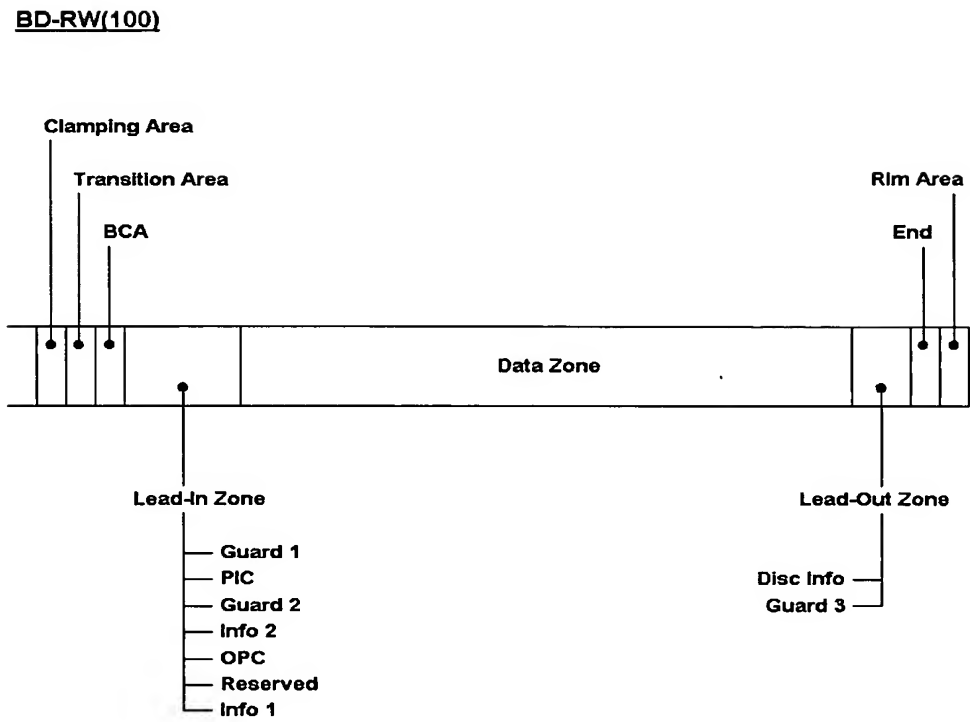 BD-RW(100)
Clamping Area
Transition Area
Rim Area
BCA
End
Data Zone
Lead-In Zone
Lead-Out Zone
Guard 1
PIC
Disc Info
Guard 2
Guard 3
Info 2
OPC
Reserved
Info 1